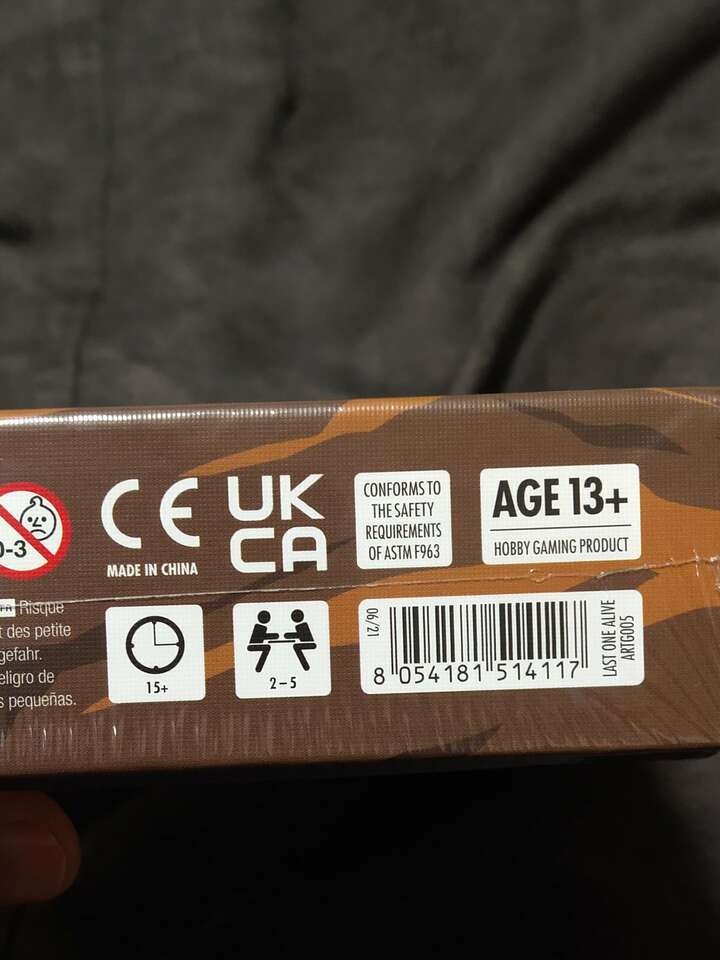 0-3
CE
MADE IN CHINA
UK
CA
CONFORMS TO
THE SAFETY
REQUIREMENTS
OF ASTM F963
AGE 13+
HOBBY GAMING PRODUCT
FR Risque
des petite
gefahr.
pequeñas.
15+
2–5
06/21
8 054181 514117
LAST ONE ALIVE
ARTG005